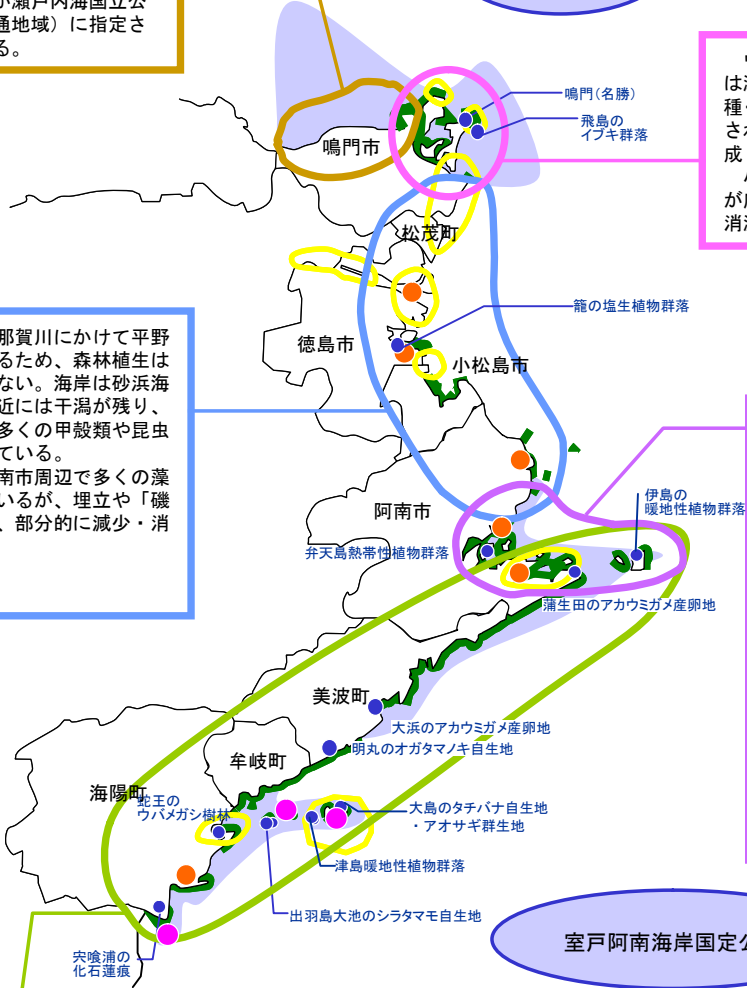 が瀬戸内海国立公
通地域）に指定さ
る。
は海
種
され
成
が
消
鳴門（名勝）
飛島の
イブキ群落
鳴門市
松茂町
籠の塩生植物群落
那賀川にかけて平野
るため、森林植生は
ない。海岸は砂浜海
近には干潟が残り、
多くの甲殻類や昆虫
ている。
南市周辺で多くの藻
いるが、埋立や「磯
、部分的に減少・消
徳島市
小松島市
阿南市
伊島の
暖地性植物群落
弁天島熱帯性植物群落
蒲生田のアカウミガメ産卵地
美波町
大浜のアカウミガメ産卵地
明丸のオガタマノキ自生地
牟岐町
海陽町
蛇王の
ウバメガシ樹林
大島のタチバナ自生地
・アオサギ群生地
津島暖地性植物群落
出羽島大池のシラタマモ自生地
宍喰浦の
化石蓮痕
室戸阿南海岸国定公